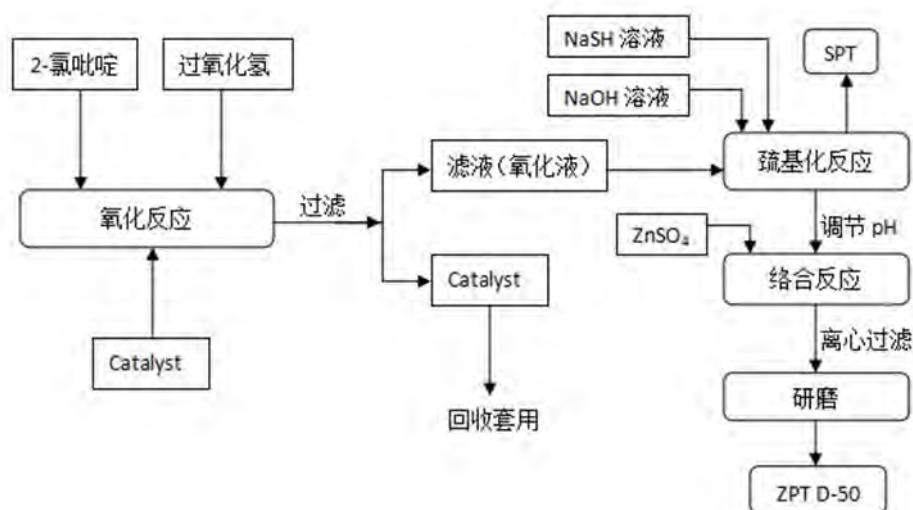 2-氯吡啶
过氧化氢
NaSH 溶液
NaOH 溶液
SPT
氧化反应
过滤
滤液(氧化液)
巯基化反应
调节 pH
ZnSO₄
Catalyst
络合反应
Catalyst
离心过滤
回收套用
研磨
ZPT D-50